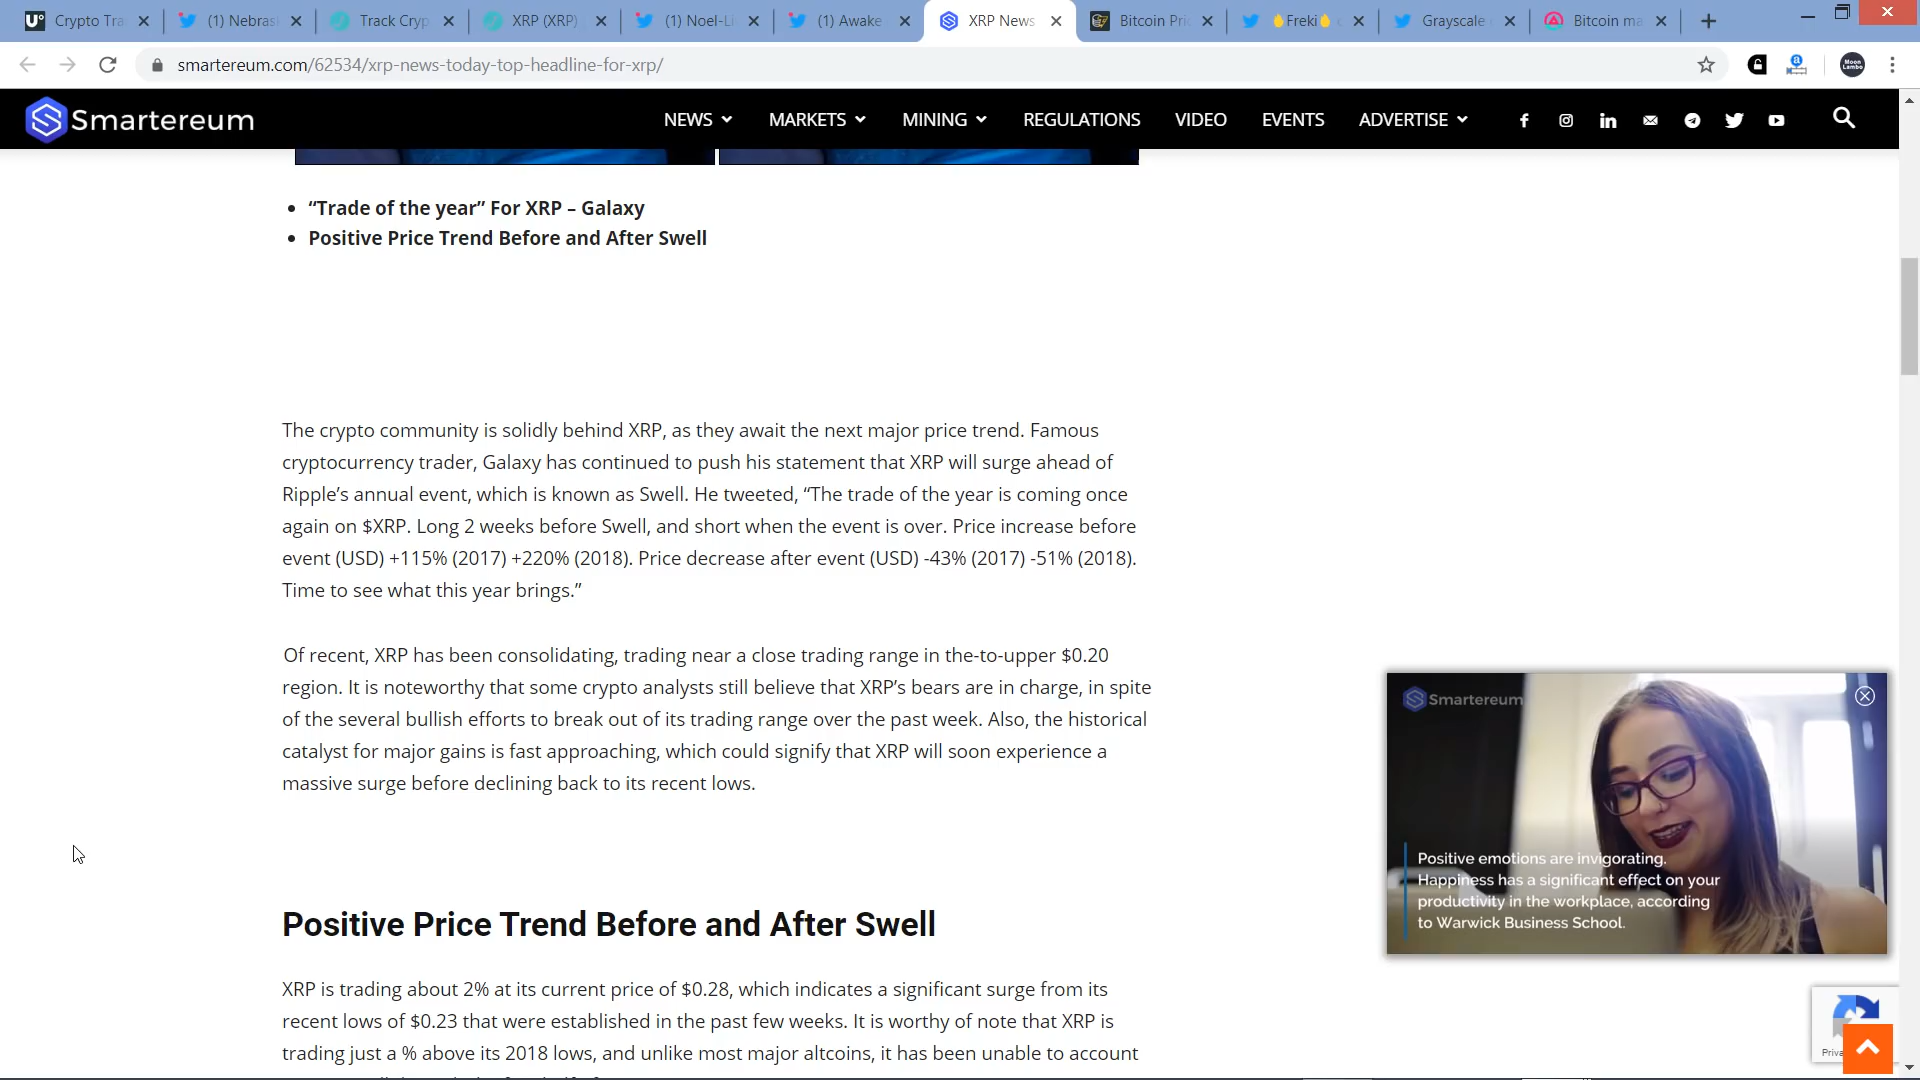 Crypto Tra
(1) Nebras
Track Cryp
XRP (XRP)
(1) Noel-Li
(1) Awake
XRP News
Bitcoin Pric
Freki
Grayscale
Bitcoin ma
smartereum.com/62534/xrp-news-today-top-headline-for-xrp/
Moon Lambo
Smartereum
NEWS
MARKETS
MINING
REGULATIONS
VIDEO
EVENTS
ADVERTISE
“Trade of the year” For XRP – Galaxy
Positive Price Trend Before and After Swell
The crypto community is solidly behind XRP, as they await the next major price trend. Famous
cryptocurrency trader, Galaxy has continued to push his statement that XRP will surge ahead of
Ripple’s annual event, which is known as Swell. He tweeted, “The trade of the year is coming once
again on $XRP. Long 2 weeks before Swell, and short when the event is over. Price increase before
event (USD) +115% (2017) +220% (2018). Price decrease after event (USD) -43% (2017) -51% (2018).
Time to see what this year brings.”
Of recent, XRP has been consolidating, trading near a close trading range in the-to-upper $0.20
region. It is noteworthy that some crypto analysts still believe that XRP’s bears are in charge, in spite
of the several bullish efforts to break out of its trading range over the past week. Also, the historical
catalyst for major gains is fast approaching, which could signify that XRP will soon experience a
massive surge before declining back to its recent lows.
Smartereum
Positive emotions are invigorating.
Happiness has a significant effect on your
productivity in the workplace, according
to Warwick Business School.
Positive Price Trend Before and After Swell
XRP is trading about 2% at its current price of $0.28, which indicates a significant surge from its
recent lows of $0.23 that were established in the past few weeks. It is worthy of note that XRP is
trading just a % above its 2018 lows, and unlike most major altcoins, it has been unable to account
Priva